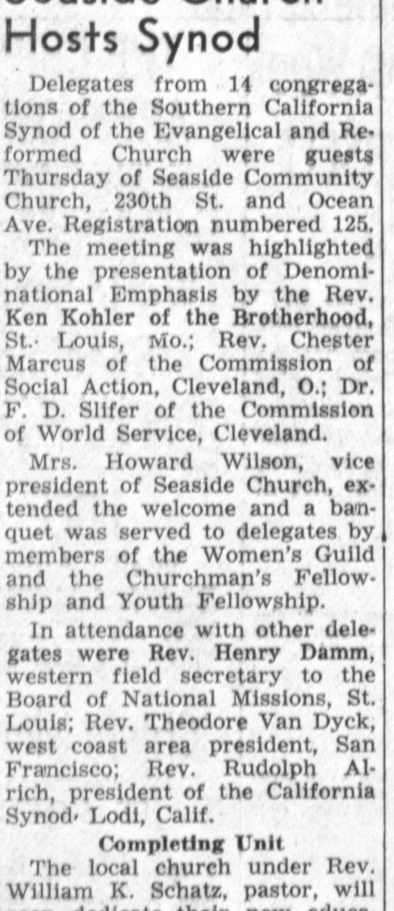 Seaside Church
Hosts Synod
Delegates from 14 congrega-
tions of the Southern California
Synod of the Evangelical and Re-
formed Church were guests
Thursday of Seaside Community
Church, 230th St. and Ocean
Ave. Registration numbered 125.
The meeting was highlighted
by the presentation of Denomi-
national Emphasis by the Rev.
Ken Kohler of the Brotherhood,
St. Louis, Mo.; Rev. Chester
Marcus of the Commission of
Social Action, Cleveland, O.; Dr.
F. D. Slifer of the Commission
of World Service, Cleveland.
Mrs. Howard Wilson, vice
president of Seaside Church, ex-
tended the welcome and a ban-
quet was served to delegates by
members of the Women's Guild
and the Churchman's Fellow-
ship and Youth Fellowship.
In attendance with other dele-
gates were Rev. Henry Damm,
western field secretary to the
Board of National Missions, St.
Louis; Rev. Theodore Van Dyck,
west coast area president, San
Francisco; Rev. Rudolph Al-
rich, president of the California
Synod, Lodi, Calif.
Completing Unit
The local church under Rev.
William K. Schatz, pastor, will
soon dedicate their new educa-